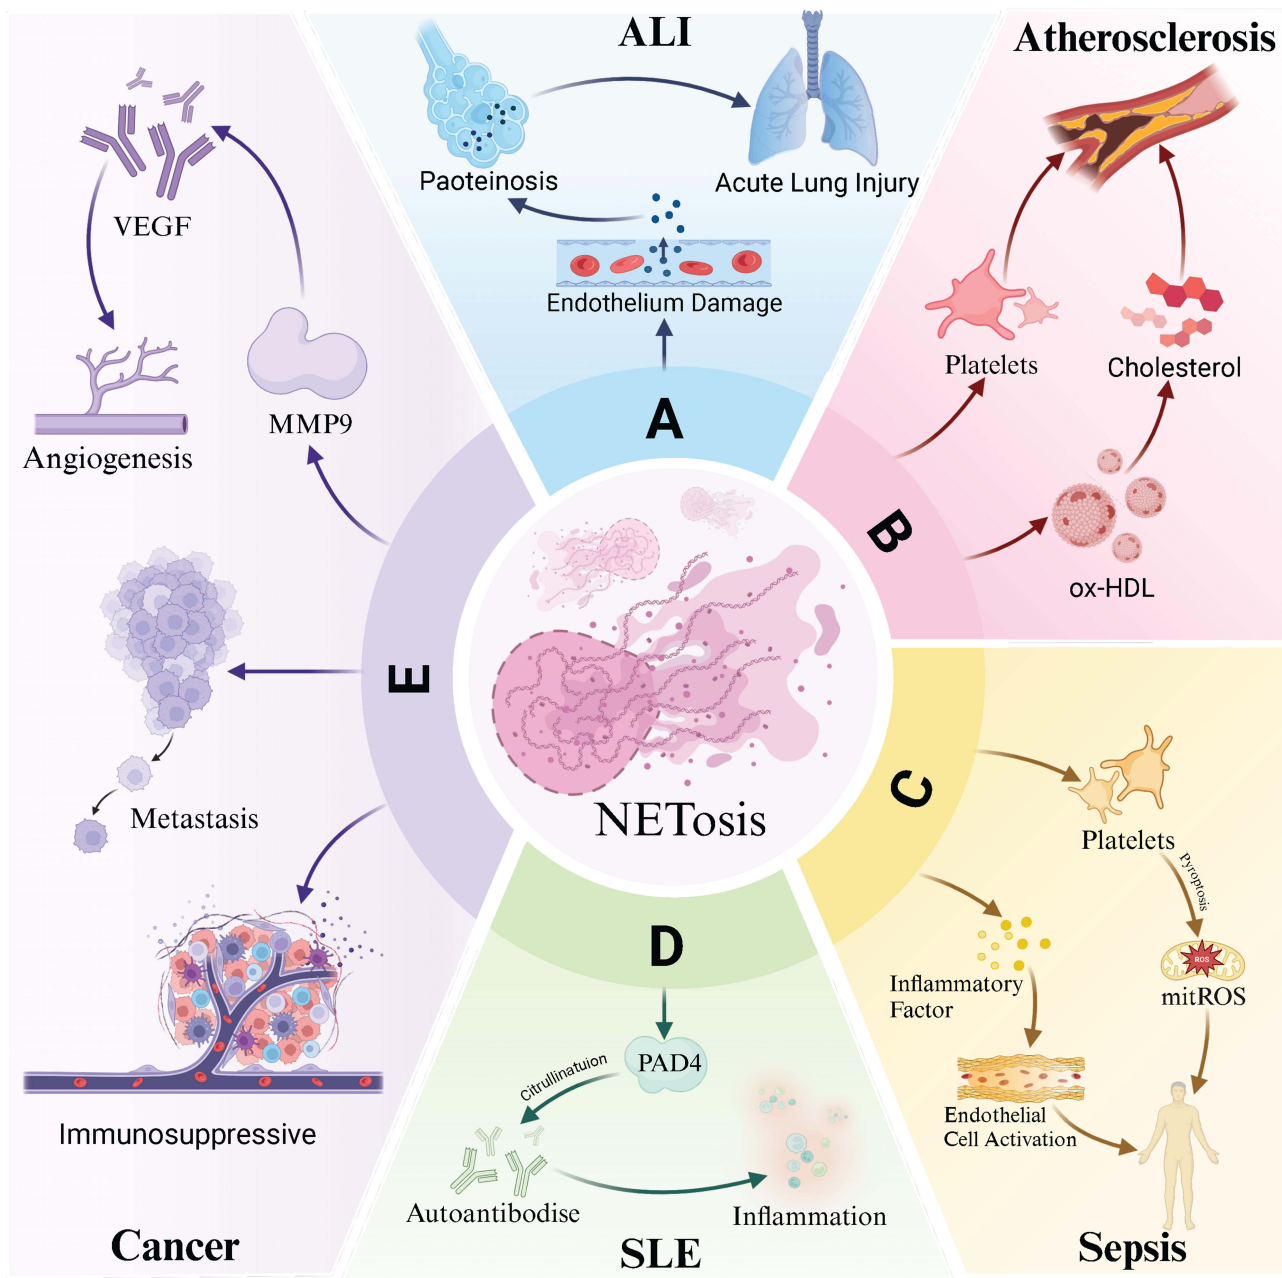 ALI
Paoteinosis
Acute Lung Injury
Endothelium Damage
A
Atherosclerosis
Platelets
Cholesterol
ox-HDL
B
Platelets
Pyroptosis
ROS
mitROS
Inflammatory
Factor
Endothelial
Cell Activation
C
Sepsis
D
PAD4
Citrullinatuion
Autoantibodise
Inflammation
SLE
E
VEGF
Angiogenesis
MMP9
Metastasis
Immunosuppressive
Cancer
NETosis